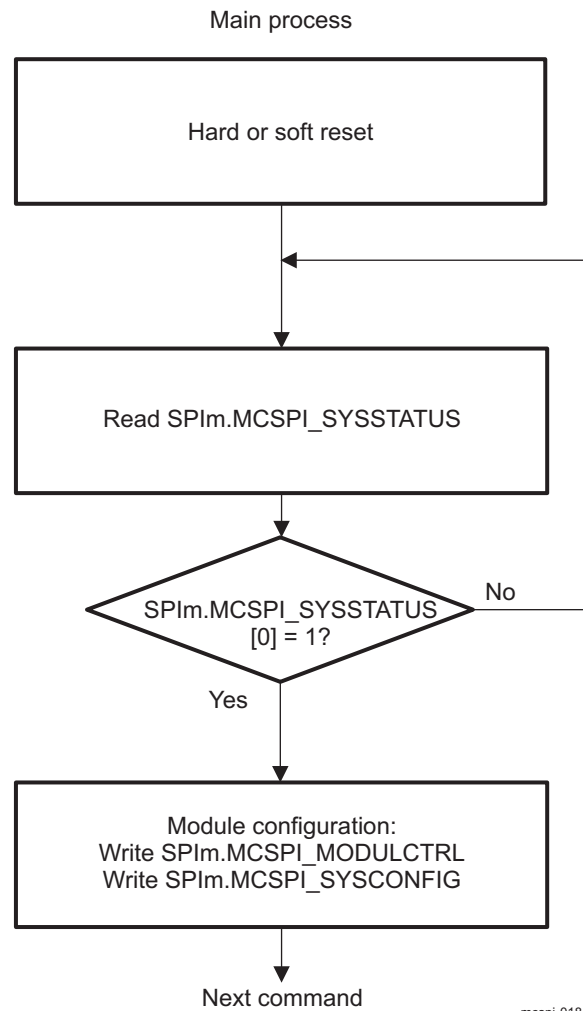 Main process
Hard or soft reset
Read SPIm.MCSPI_SYSSTATUS
SPIm.MCSPI_SYSSTATUS
[0] = 1?
No
Yes
Module configuration:
Write SPIm.MCSPI_MODULCTRL
Write SPIm.MCSPI_SYSCONFIG
Next command